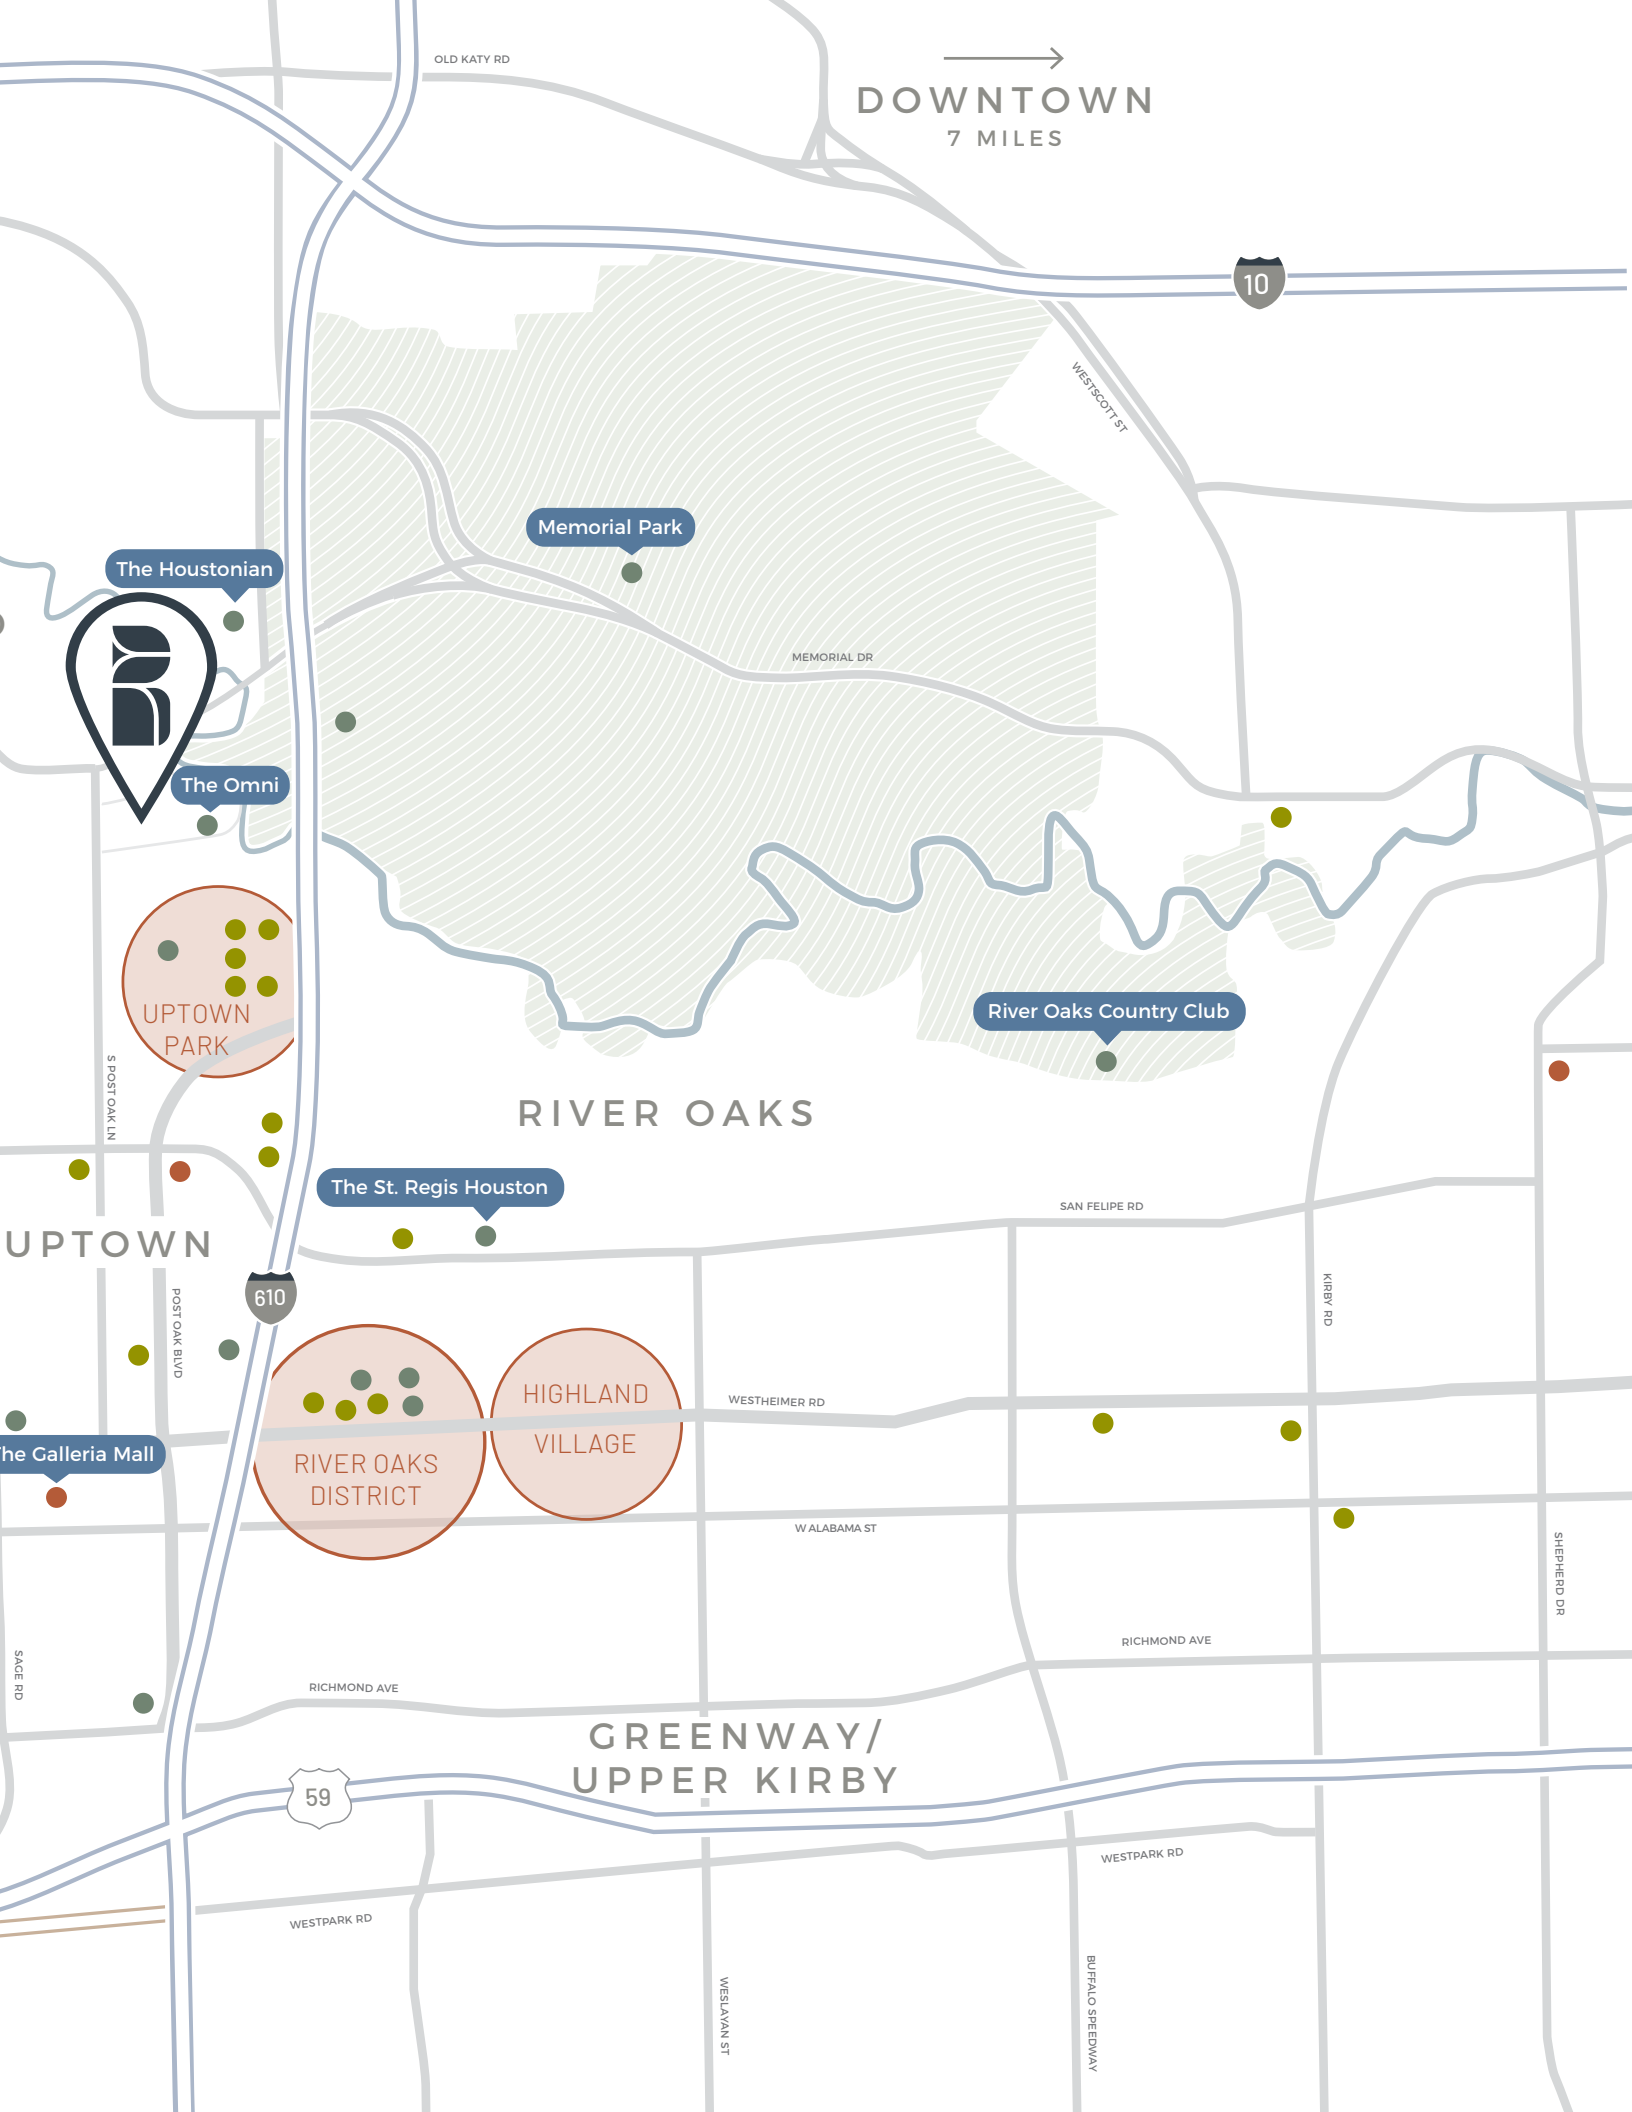 OLD KATY RD
DOWNTOWN
7 MILES
10
WESTSCOTT ST
Memorial Park
The Houstonian
MEMORIAL DR
The Omni
UPTOWN
PARK
River Oaks Country Club
S POST OAK LN
RIVER OAKS
The St. Regis Houston
SAN FELIPE RD
UPTOWN
610
POST OAK BLVD
KIRBY RD
HIGHLAND
VILLAGE
WESTHEIMER RD
The Galleria Mall
RIVER OAKS
DISTRICT
W ALABAMA ST
SHEPHERD DR
SAGE RD
RICHMOND AVE
RICHMOND AVE
GREENWAY/
UPPER KIRBY
59
WESTPARK RD
WESTPARK RD
WESLAYAN ST
BUFFALO SPEEDWAY